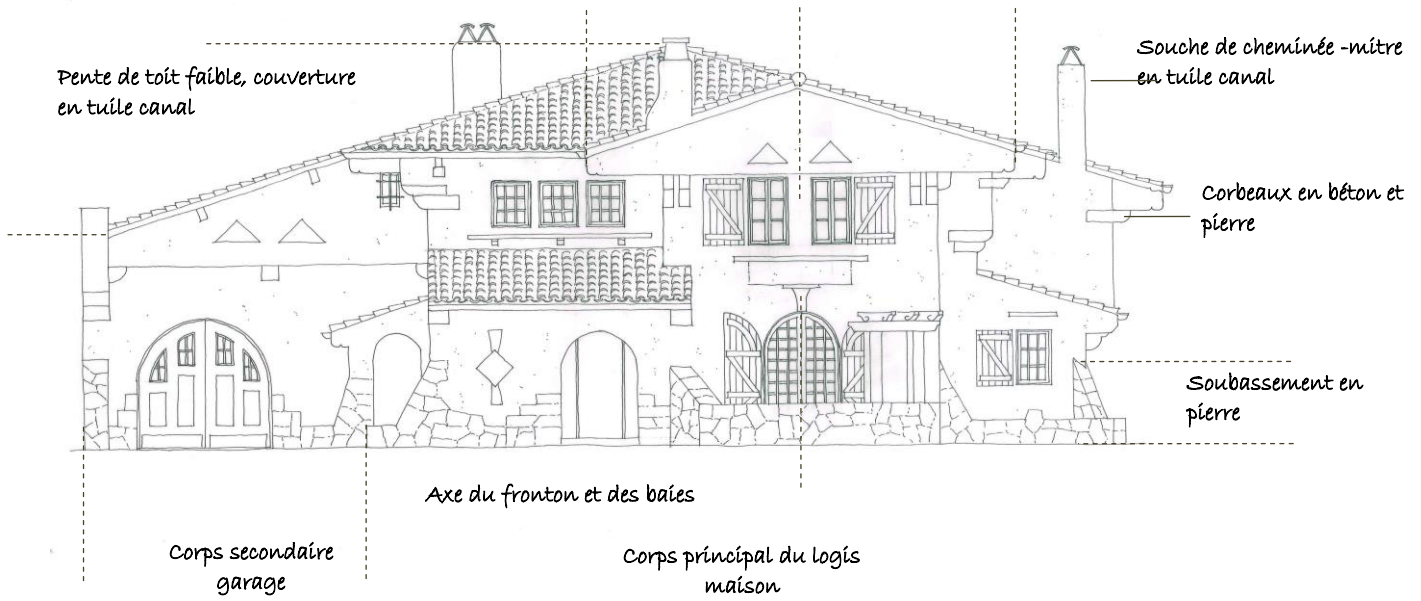 Pente de toit faible, couverture
en tuile canal
Souche de cheminée -mitre
en tuile canal
Corbeaux en béton et
pierre
Soubassement en
pierre
Axe du fronton et des baies
Corps secondaire
garage
Corps principal du logis
maison